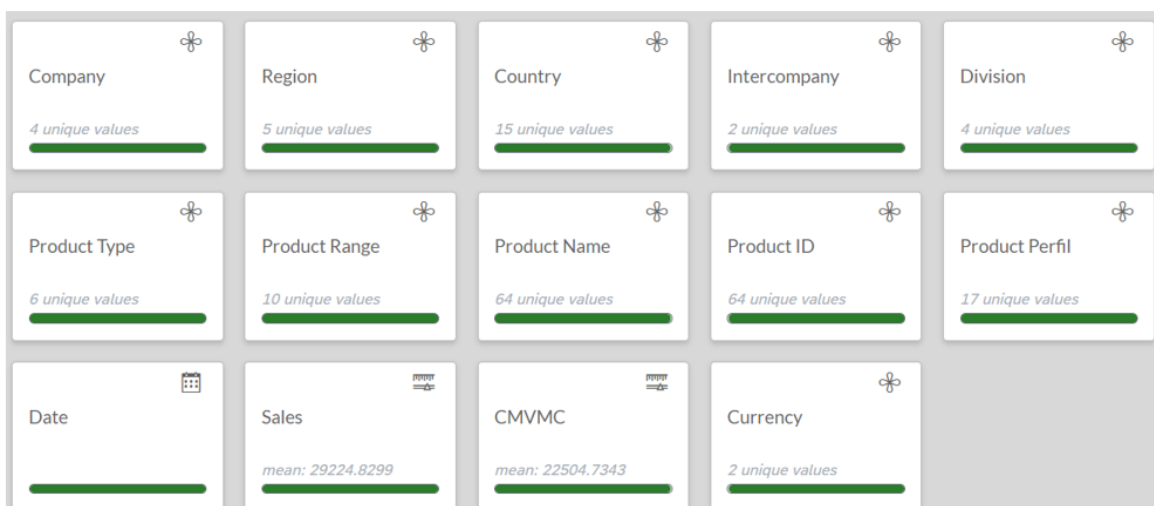 Company
4 unique values
Region
5 unique values
Country
15 unique values
Intercompany
2 unique values
Division
4 unique values
Product Type
6 unique values
Product Range
10 unique values
Product Name
64 unique values
Product ID
64 unique values
Product Perfil
17 unique values
Date
Sales
mean: 29224.8299
CMVMC
mean: 22504.7343
Currency
2 unique values